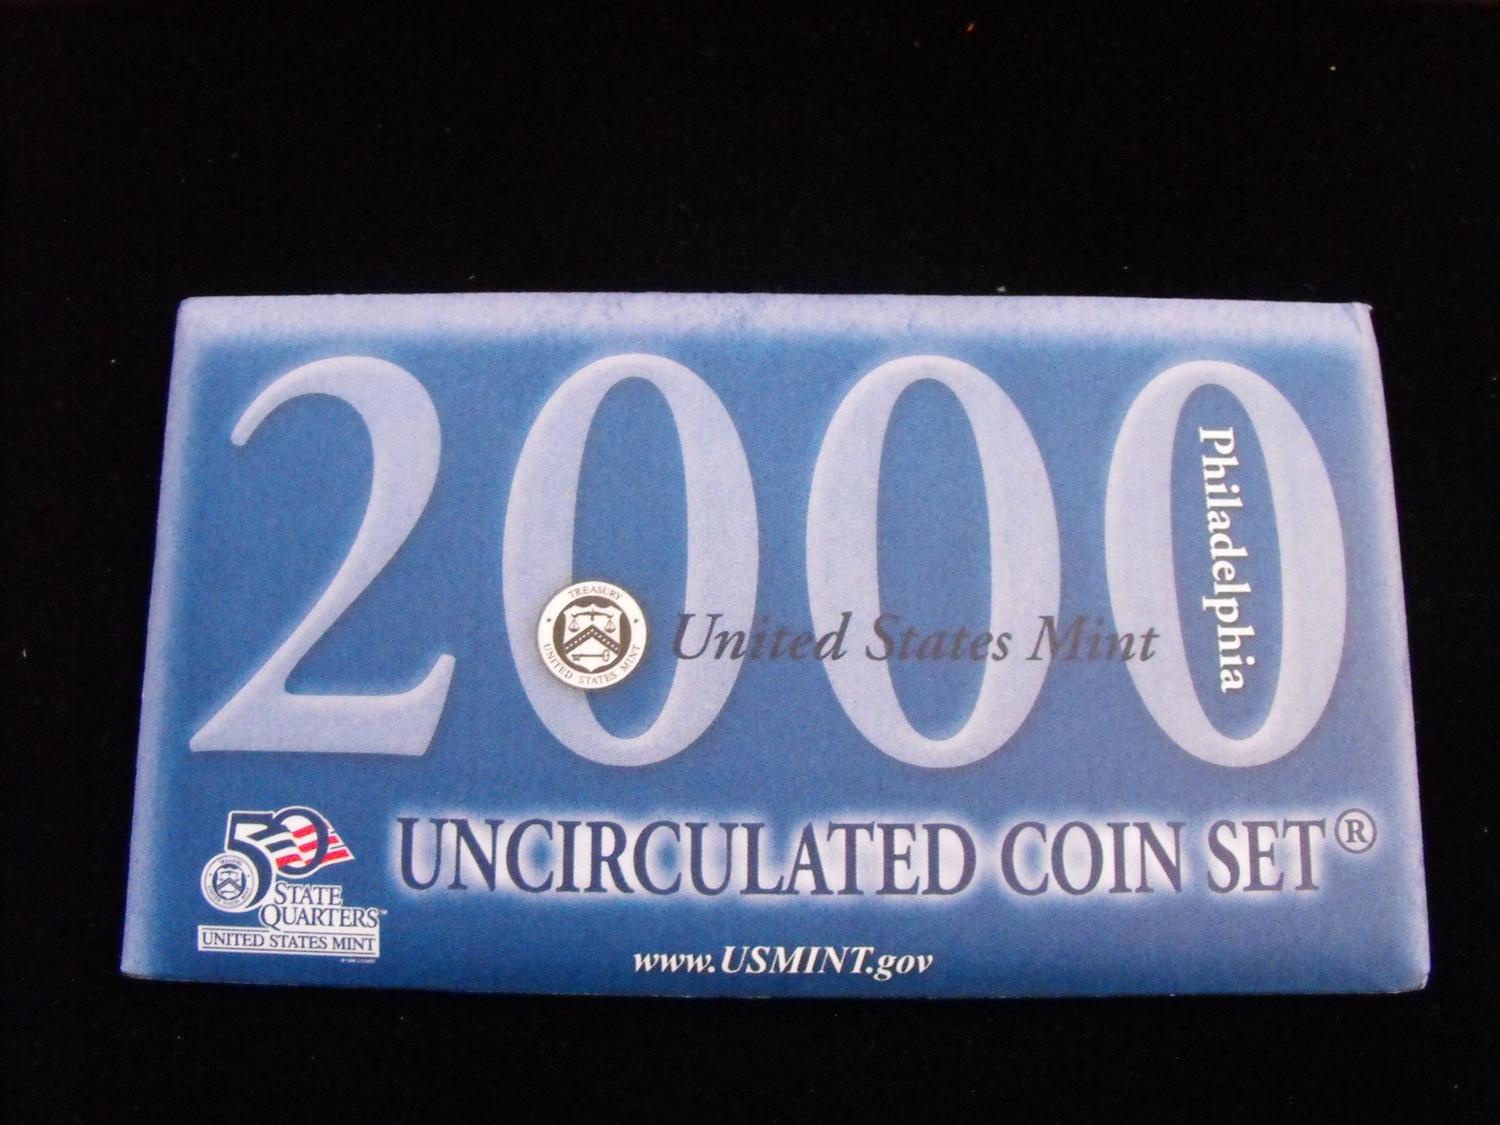 2000
Philadelphia
TREASURY
UNITED STATES MINT
United States Mint
50
STATE
QUARTERS™
UNITED STATES MINT
UNCIRCULATED COIN SET®
www.USMINT.gov